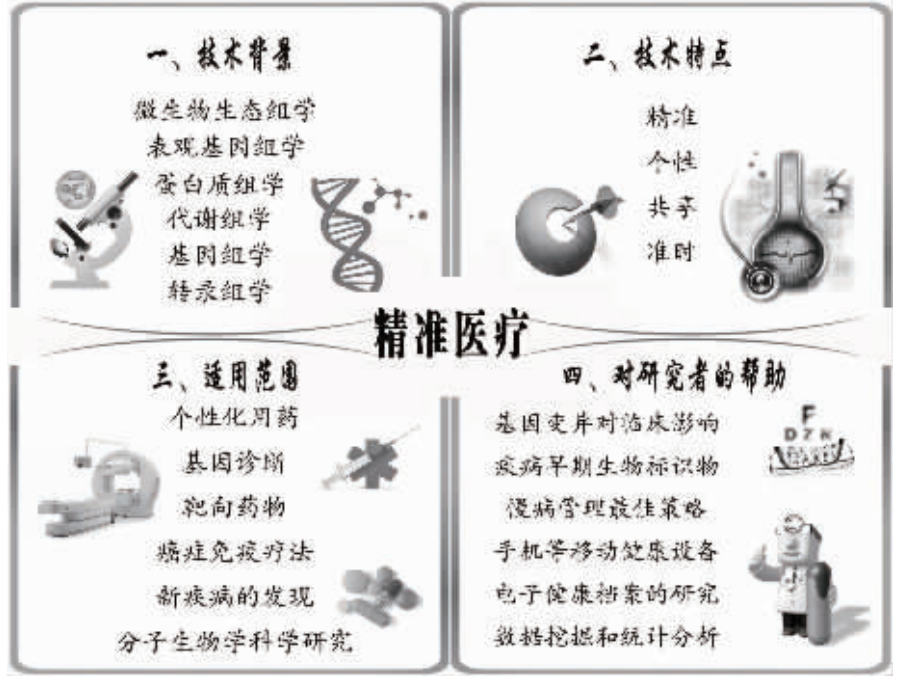 一、技术背景
微生物生态组学
表观基因组学
蛋白质组学
代谢组学
基因组学
转录组学
二、技术特点
精准
个性
共享
准时
精准医疗
三、适用范围
个性化用药
基因诊断
靶向药物
癌症免疫疗法
新疾病的发现
分子生物学科学研究
四、对研究者的帮助
基因变异对临床影响
疾病早期生物标识物
慢病管理最佳策略
手机等移动健康设备
电子健康档案的研究
数据挖掘和统计分析
F
DZN